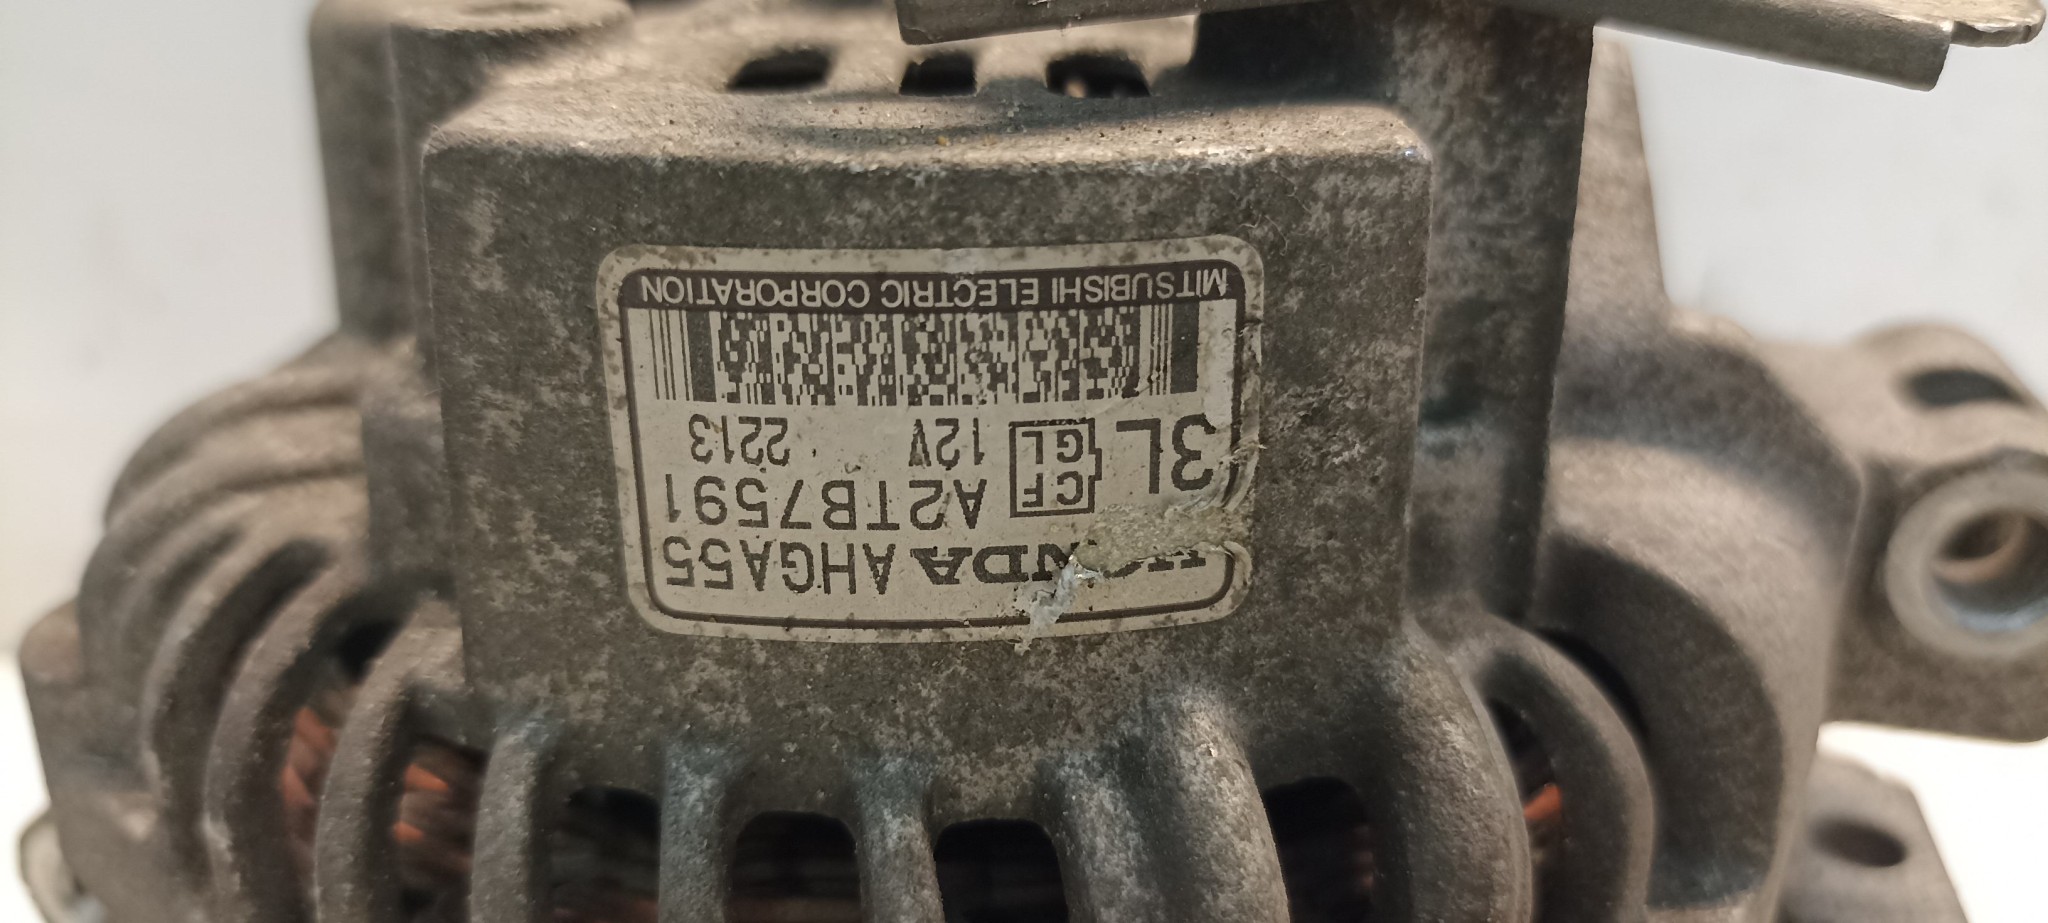 HONDA AHGA55
A2TB7591
3L CF GL 12V 2213
MITSUBISHI ELECTRIC CORPORATION